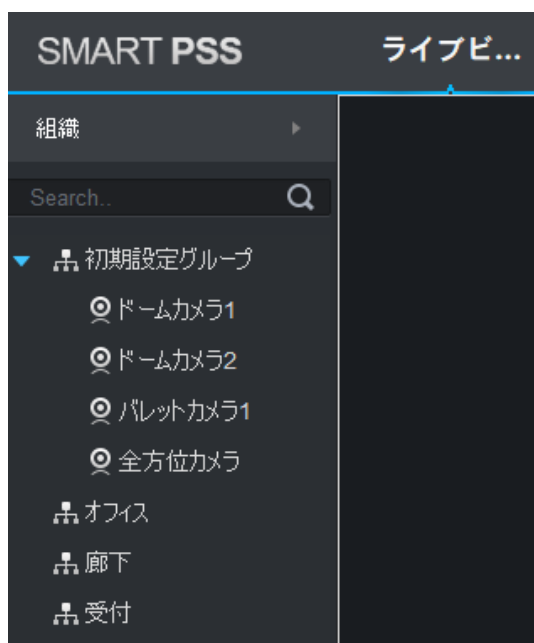 SMART PSS
ライブビ...
組織
Search..
初期設定グループ
ドームカメラ1
ドームカメラ2
バレットカメラ1
全方位カメラ
オフィス
廊下
受付